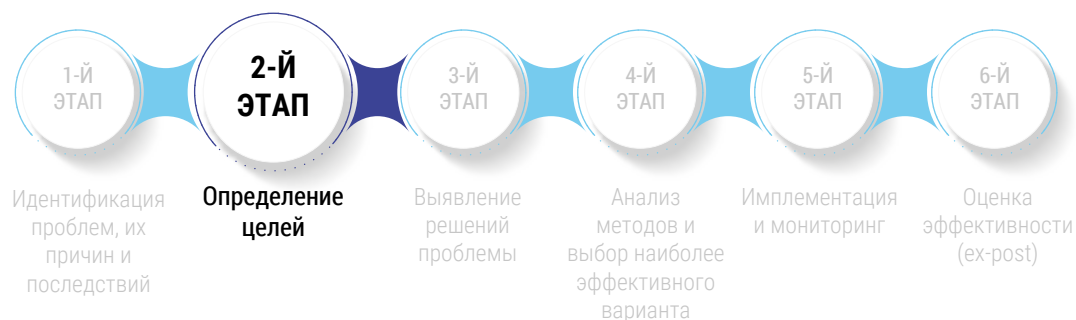 1-Й
ЭТАП
2-Й
ЭТАП
3-Й
ЭТАП
4-Й
ЭТАП
5-Й
ЭТАП
6-Й
ЭТАП
Идентификация
проблем, их
причин и
последствий
Определение
целей
Выявление
решений
проблемы
Анализ
методов и
выбор наиболее
эффективного
варианта
Имплементация
и мониторинг
Оценка
эффективности
(ex-post)